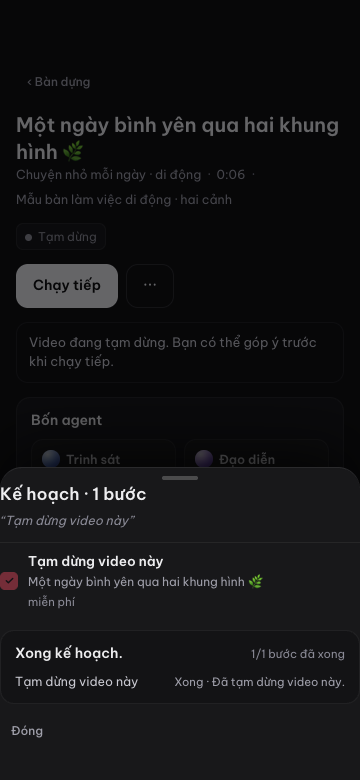 ‹ Bàn dựng
Một ngày bình yên qua hai khung
hình 🌿
Chuyện nhỏ mỗi ngày · di động · 0:06 ·
Mẫu bàn làm việc di động · hai cảnh
Tạm dừng
Chạy tiếp
···
Video đang tạm dừng. Bạn có thể góp ý trước
khi chạy tiếp.
Bốn agent
Trinh sát
Đạo diễn
Kế hoạch · 1 bước
“Tạm dừng video này”
Tạm dừng video này
Một ngày bình yên qua hai khung hình 🌿
miễn phí
Xong kế hoạch.
1/1 bước đã xong
Tạm dừng video này
Xong · Đã tạm dừng video này.
Đóng